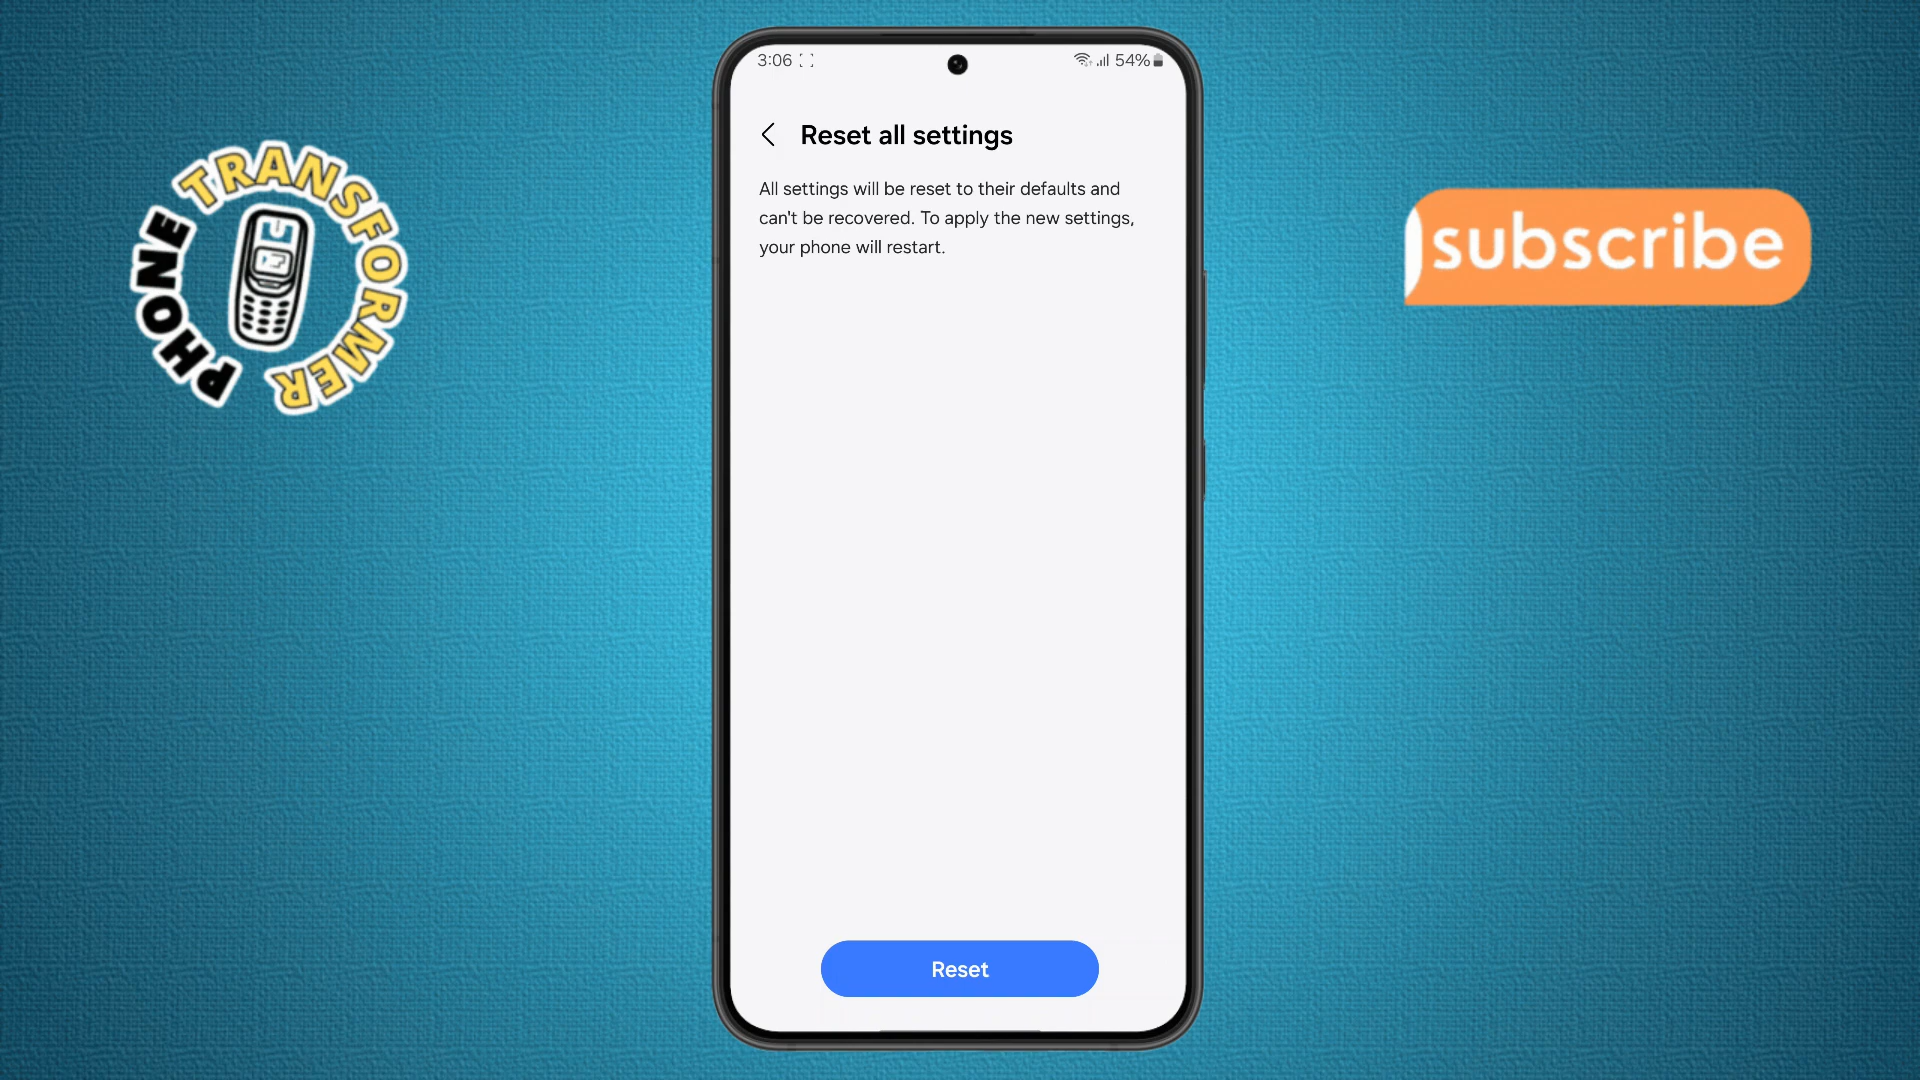 PHONE TRANSFORMER
3:06
54%
Reset all settings
All settings will be reset to their defaults and
can't be recovered. To apply the new settings,
your phone will restart.
subscribe
Reset